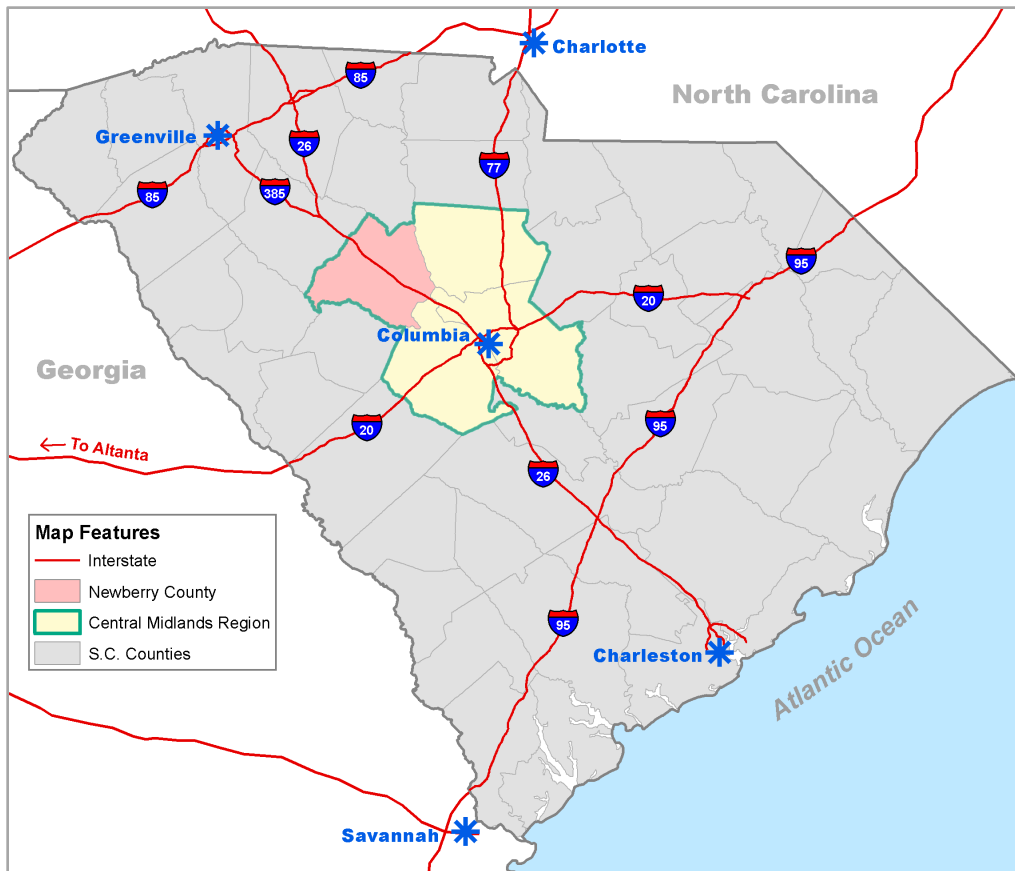 Charlotte
North Carolina
85
Greenville
26
77
385
85
95
20
Columbia
Georgia
20
95
To Altanta
26
Map Features
Interstate
Newberry County
Central Midlands Region
S.C. Counties
95
Charleston
Atlantic Ocean
Savannah